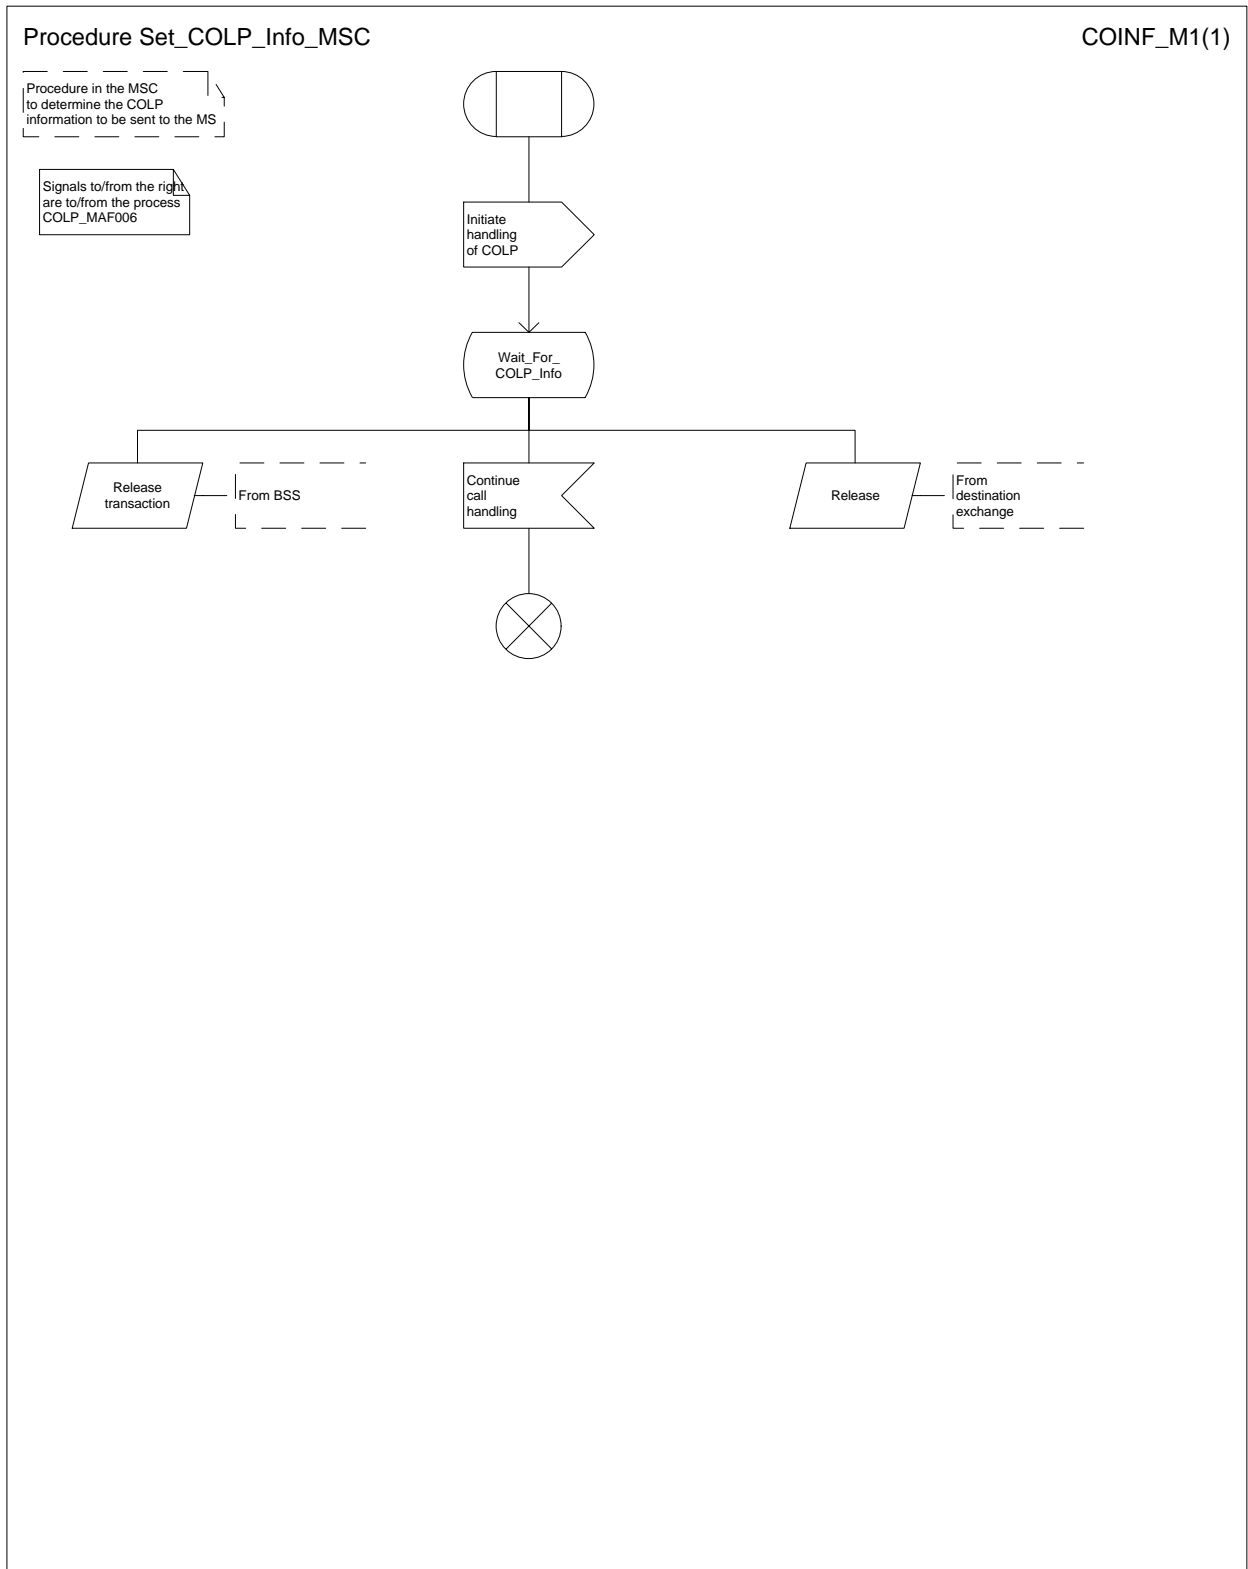 Procedure Set_COLP_Info_MSC
COINF_M1(1)
Procedure in the MSC
to determine the COLP
information to be sent to the MS
Signals to/from the right
are to/from the process
COLP_MAF006
Initiate
handling
of COLP
Wait_For_
COLP_Info
Release
transaction
From BSS
Continue
call
handling
Release
From
destination
exchange